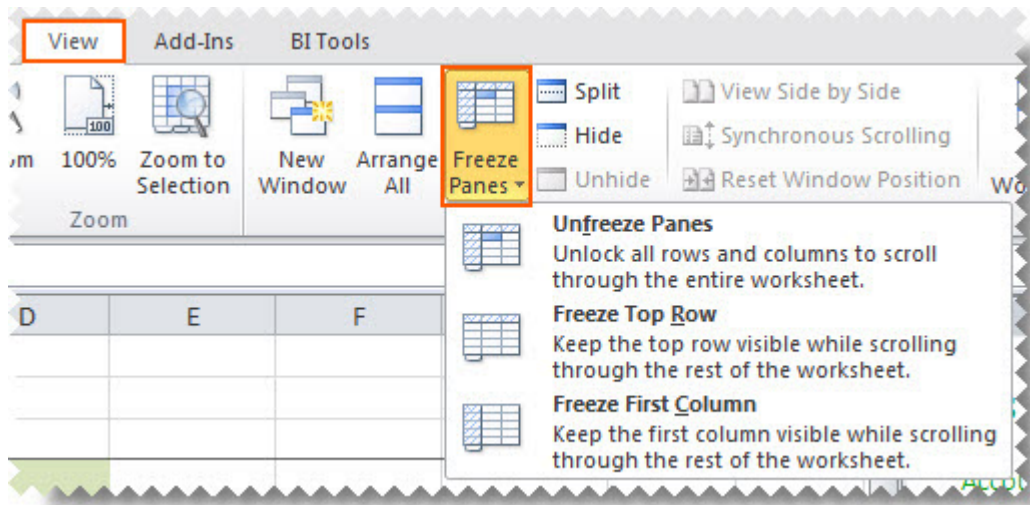 View Add-Ins BI Tools
100
100% Zoom to Selection
New Window
Arrange All
Freeze Panes
Split
Hide
Unhide
View Side by Side
Synchronous Scrolling
Reset Window Position
Zoom
Unfreeze Panes
Unlock all rows and columns to scroll
through the entire worksheet.
Freeze Top Row
Keep the top row visible while scrolling
through the rest of the worksheet.
Freeze First Column
Keep the first column visible while scrolling
through the rest of the worksheet.
D E F